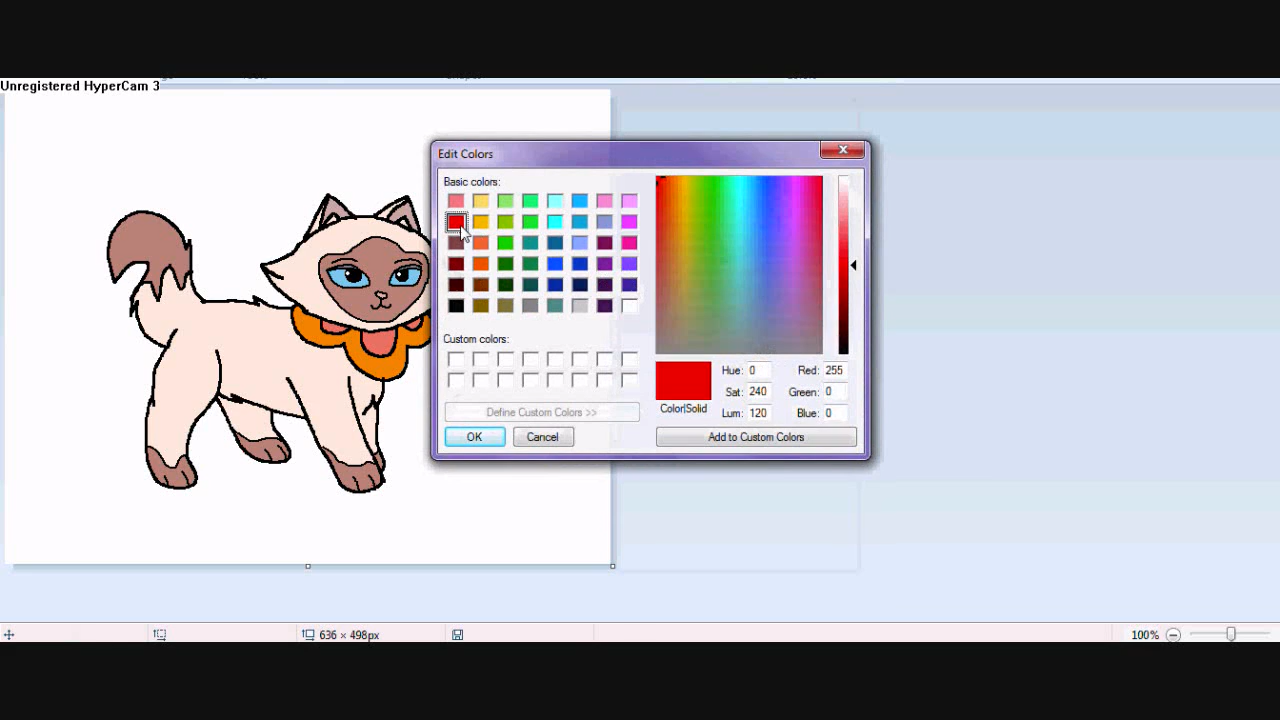 Unregistered HyperCam 3
Edit Colors
Basic colors:
Custom colors:
Define Custom Colors >>
OK
Cancel
Color|Solid
Hue: 0
Red: 255
Sat: 240
Green: 0
Lum: 120
Blue: 0
Add to Custom Colors
636 × 498px
100%